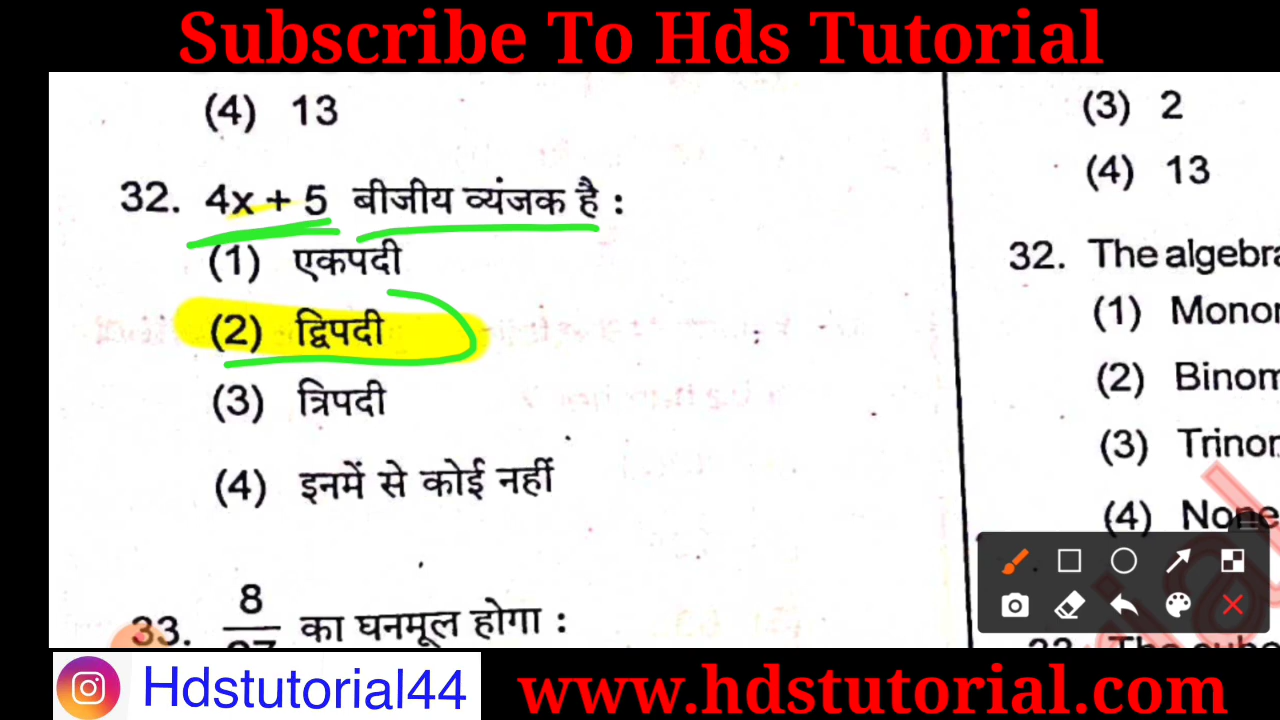 Subscribe To Hds Tutorial
(4) 13
32. 4x + 5 बीजीय व्यंजक है :
(1) एकपदी
(2) द्विपदी
(3) त्रिपदी
(4) इनमें से कोई नहीं
33. 8 का घनमूल होगा :
(3) 2
(4) 13
32. The algebra
(1) Monor
(2) Binom
(3) Trinor
(4) None
Hdstutorial44
www.hdstutorial.com